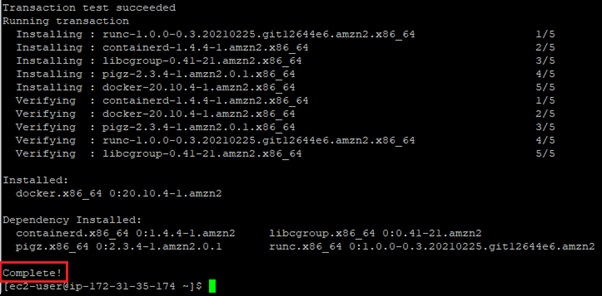 Transaction test succeeded
Running transaction
Installing : runc-1.0.0-0.3.20210225.git12644e6.amzn2.x86_64 1/5
Installing : containerd-1.4.4-1.amzn2.x86_64 2/5
Installing : libcgroup-0.41-21.amzn2.x86_64 3/5
Installing : pigz-2.3.4-1.amzn2.0.1.x86_64 4/5
Installing : docker-20.10.4-1.amzn2.x86_64 5/5
Verifying : containerd-1.4.4-1.amzn2.x86_64 1/5
Verifying : docker-20.10.4-1.amzn2.x86_64 2/5
Verifying : pigz-2.3.4-1.amzn2.0.1.x86_64 3/5
Verifying : runc-1.0.0-0.3.20210225.git12644e6.amzn2.x86_64 4/5
Verifying : libcgroup-0.41-21.amzn2.x86_64 5/5
Installed:
docker.x86_64 0:20.10.4-1.amzn2
Dependency Installed:
containerd.x86_64 0:1.4.4-1.amzn2 libcgroup.x86_64 0:0.41-21.amzn2
pigz.x86_64 0:2.3.4-1.amzn2.0.1 runc.x86_64 0:1.0.0-0.3.20210225.git12644e6.amzn2
Complete!
[ec2-user@ip-172-31-35-174 ~]$